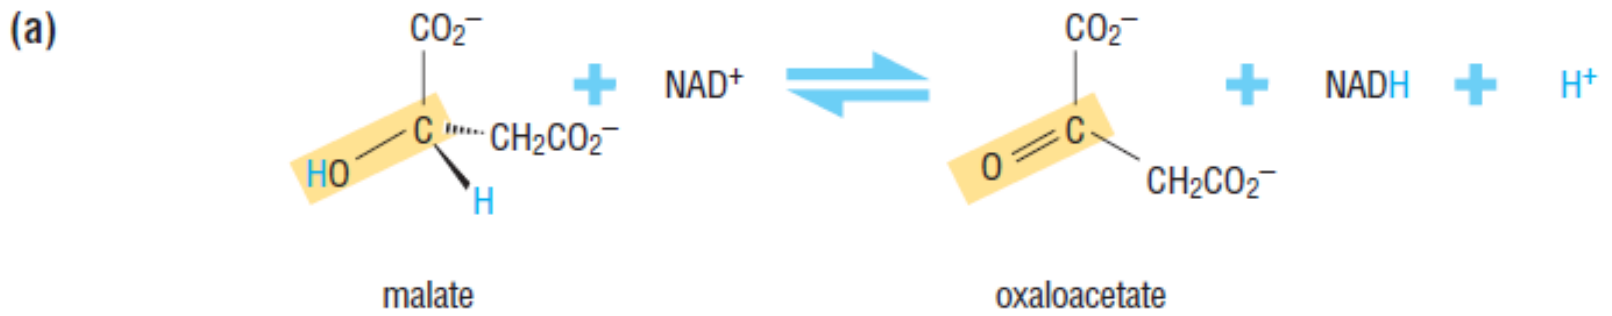 (a)
CO₂⁻ CO₂⁻
C CH₂CO₂⁻ + NAD⁺ ⇌ C + NADH + H⁺
HO H O CH₂CO₂⁻
malate oxaloacetate